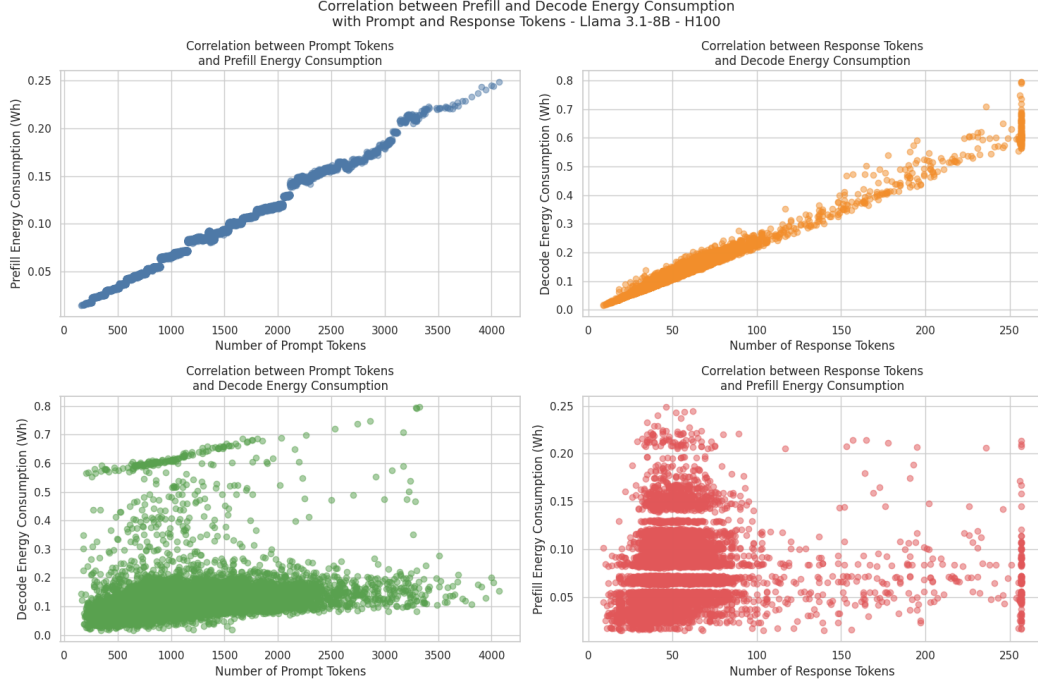 Correlation between Prefill and Decode Energy Consumption
with Prompt and Response Tokens - Llama 3.1-8B - H100
Correlation between Prompt Tokens
and Prefill Energy Consumption
Prefill Energy Consumption (Wh)
0.25
0.20
0.15
0.10
0.05
0 500 1000 1500 2000 2500 3000 3500 4000
Number of Prompt Tokens
Correlation between Response Tokens
and Decode Energy Consumption
Decode Energy Consumption (Wh)
0.8
0.7
0.6
0.5
0.4
0.3
0.2
0.1
0.0
0 50 100 150 200 250
Number of Response Tokens
Correlation between Prompt Tokens
and Decode Energy Consumption
Decode Energy Consumption (Wh)
0.8
0.7
0.6
0.5
0.4
0.3
0.2
0.1
0.0
0 500 1000 1500 2000 2500 3000 3500 4000
Number of Prompt Tokens
Correlation between Response Tokens
and Prefill Energy Consumption
Prefill Energy Consumption (Wh)
0.25
0.20
0.15
0.10
0.05
0 50 100 150 200 250
Number of Response Tokens